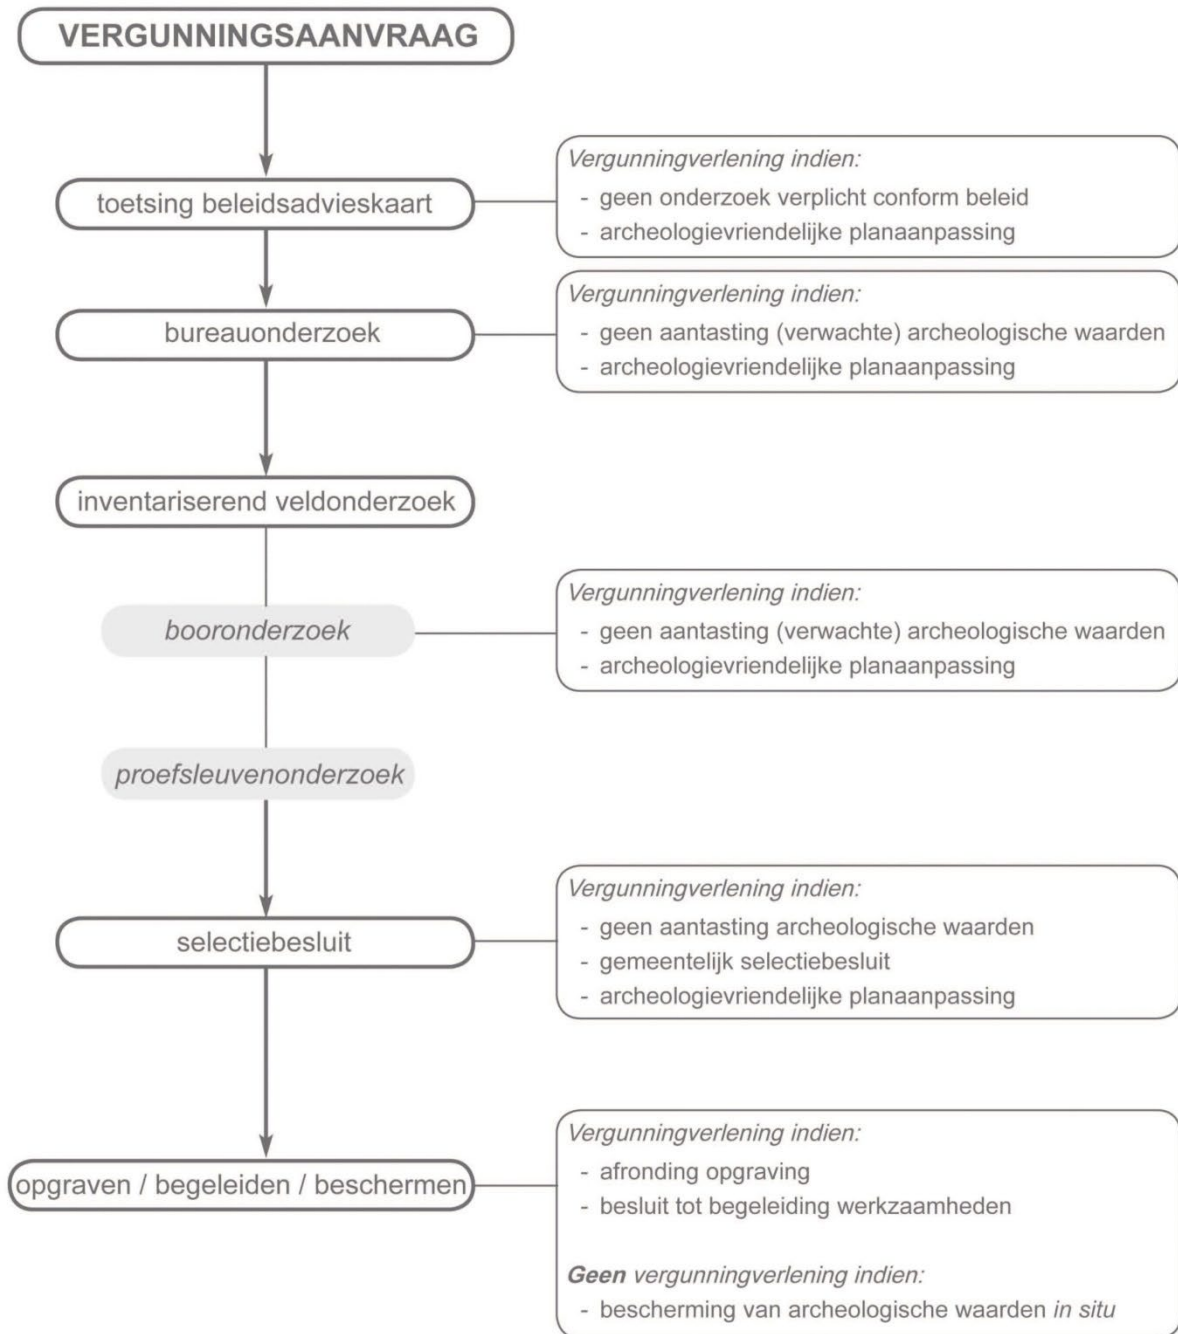 VERGUNNINGSAANVRAAG
toetsing beleidsadvieskaart
Vergunningverlening indien:
- geen onderzoek verplicht conform beleid
- archeologievriendelijke planaanpassing
bureauonderzoek
Vergunningverlening indien:
- geen aantasting (verwachte) archeologische waarden
- archeologievriendelijke planaanpassing
inventariserend veldonderzoek
booronderzoek
Vergunningverlening indien:
- geen aantasting (verwachte) archeologische waarden
- archeologievriendelijke planaanpassing
proefsleuvenonderzoek
selectiebesluit
Vergunningverlening indien:
- geen aantasting archeologische waarden
- gemeentelijk selectiebesluit
- archeologievriendelijke planaanpassing
opgraven / begeleiden / beschermen
Vergunningverlening indien:
- afronding opgraving
- besluit tot begeleiding werkzaamheden
Geen vergunningverlening indien:
- bescherming van archeologische waarden in situ